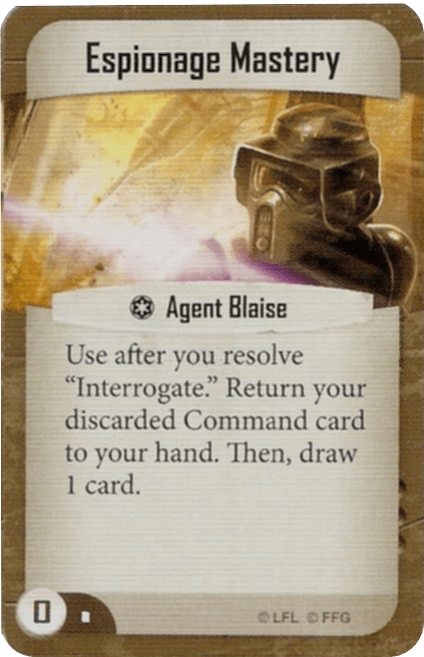 Espionage Mastery
Agent Blaise
Use after you resolve
“Interrogate.” Return your
discarded Command card
to your hand. Then, draw
1 card.
0
© LFL © FFG